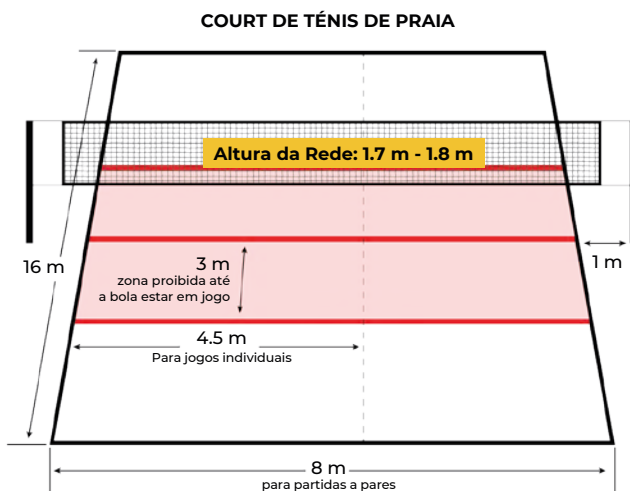 COURT DE TÉNIS DE PRAIA
Altura da Rede: 1.7 m - 1.8 m
16 m
3 m
zona proibida até
a bola estar em jogo
1 m
4.5 m
Para jogos individuais
8 m
para partidas a pares